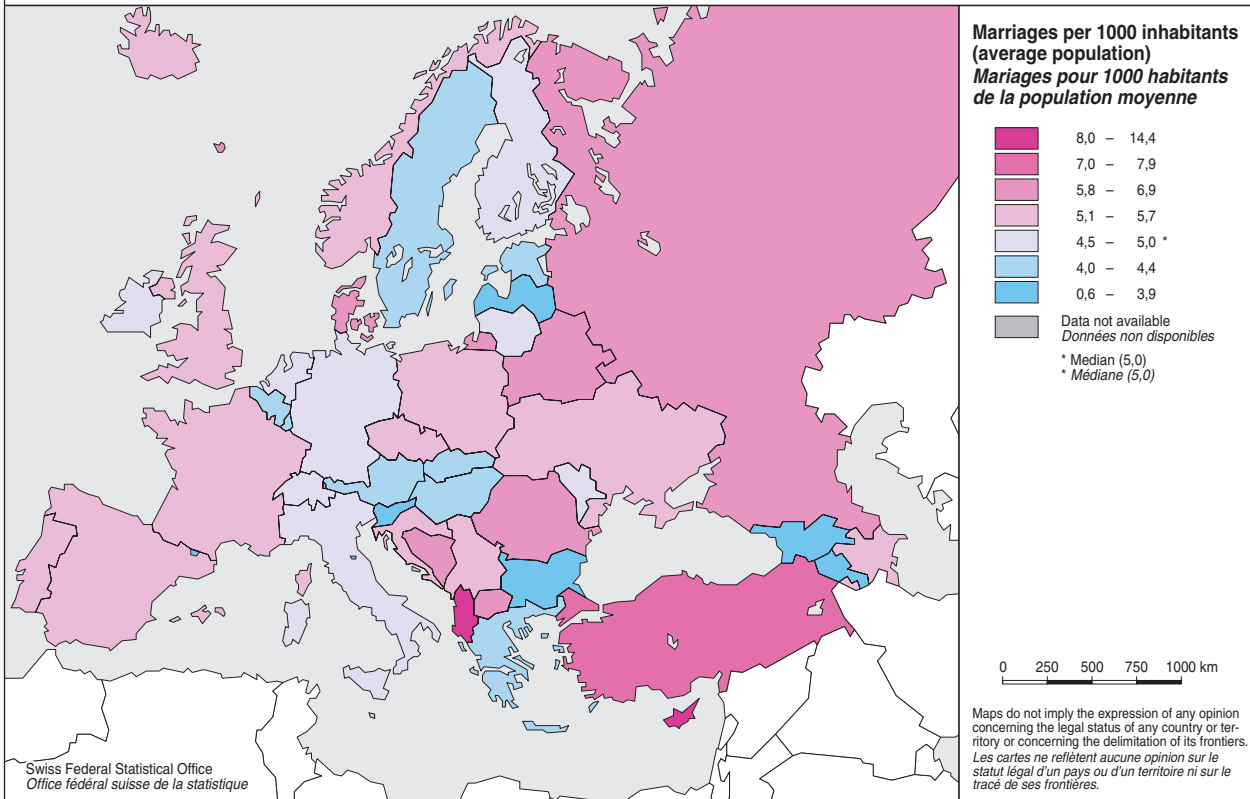 Marriages per 1000 inhabitants
(average population)
Mariages pour 1000 habitants
de la population moyenne
8,0 – 14,4
7,0 – 7,9
5,8 – 6,9
5,1 – 5,7
4,5 – 5,0 *
4,0 – 4,4
0,6 – 3,9
Data not available
Données non disponibles
* Median (5,0)
* Médiane (5,0)
0 250 500 750 1000 km
Maps do not imply the expression of any opinion
concerning the legal status of any country or ter-
ritory or concerning the delimitation of its frontiers.
Les cartes ne reflètent aucune opinion sur le
statut légal d'un pays ou d'un territoire ni sur le
tracé de ses frontières.
Swiss Federal Statistical Office
Office fédéral suisse de la statistique